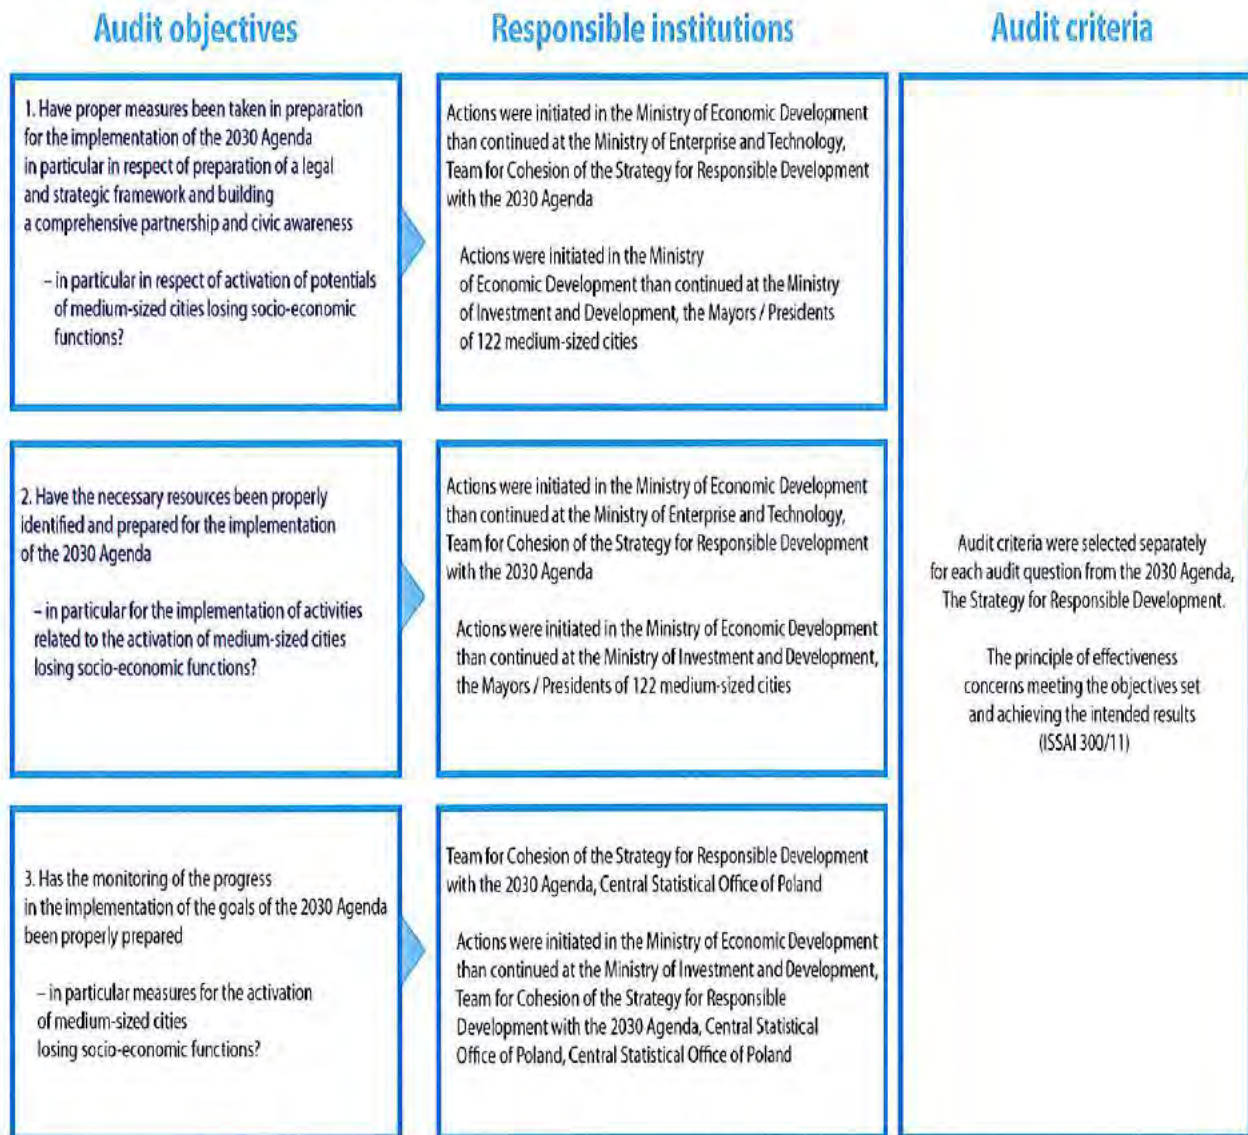 Audit objectives
Responsible institutions
Audit criteria
1. Have proper measures been taken in preparation
for the implementation of the 2030 Agenda
in particular in respect of preparation of a legal
and strategic framework and building
a comprehensive partnership and civic awareness
– in particular in respect of activation of potentials
of medium-sized cities losing socio-economic
functions?
Actions were initiated in the Ministry of Economic Development
than continued at the Ministry of Enterprise and Technology,
Team for Cohesion of the Strategy for Responsible Development
with the 2030 Agenda
Actions were initiated in the Ministry
of Economic Development than continued at the Ministry
of Investment and Development, the Mayors / Presidents
of 122 medium-sized cities
2. Have the necessary resources been properly
identified and prepared for the implementation
of the 2030 Agenda
– in particular for the implementation of activities
related to the activation of medium-sized cities
losing socio-economic functions?
Actions were initiated in the Ministry of Economic Development
than continued at the Ministry of Enterprise and Technology,
Team for Cohesion of the Strategy for Responsible Development
with the 2030 Agenda
Actions were initiated in the Ministry of Economic Development
than continued at the Ministry of Investment and Development,
the Mayors / Presidents of 122 medium-sized cities
3. Has the monitoring of the progress
in the implementation of the goals of the 2030 Agenda
been properly prepared
– in particular measures for the activation
of medium-sized cities
losing socio-economic functions?
Team for Cohesion of the Strategy for Responsible Development
with the 2030 Agenda, Central Statistical Office of Poland
Actions were initiated in the Ministry of Economic Development
than continued at the Ministry of Investment and Development,
Team for Cohesion of the Strategy for Responsible
Development with the 2030 Agenda, Central Statistical
Office of Poland, Central Statistical Office of Poland
Audit criteria were selected separately
for each audit question from the 2030 Agenda,
The Strategy for Responsible Development.
The principle of effectiveness
concerns meeting the objectives set
and achieving the intended results
(ISSAI 300/11)